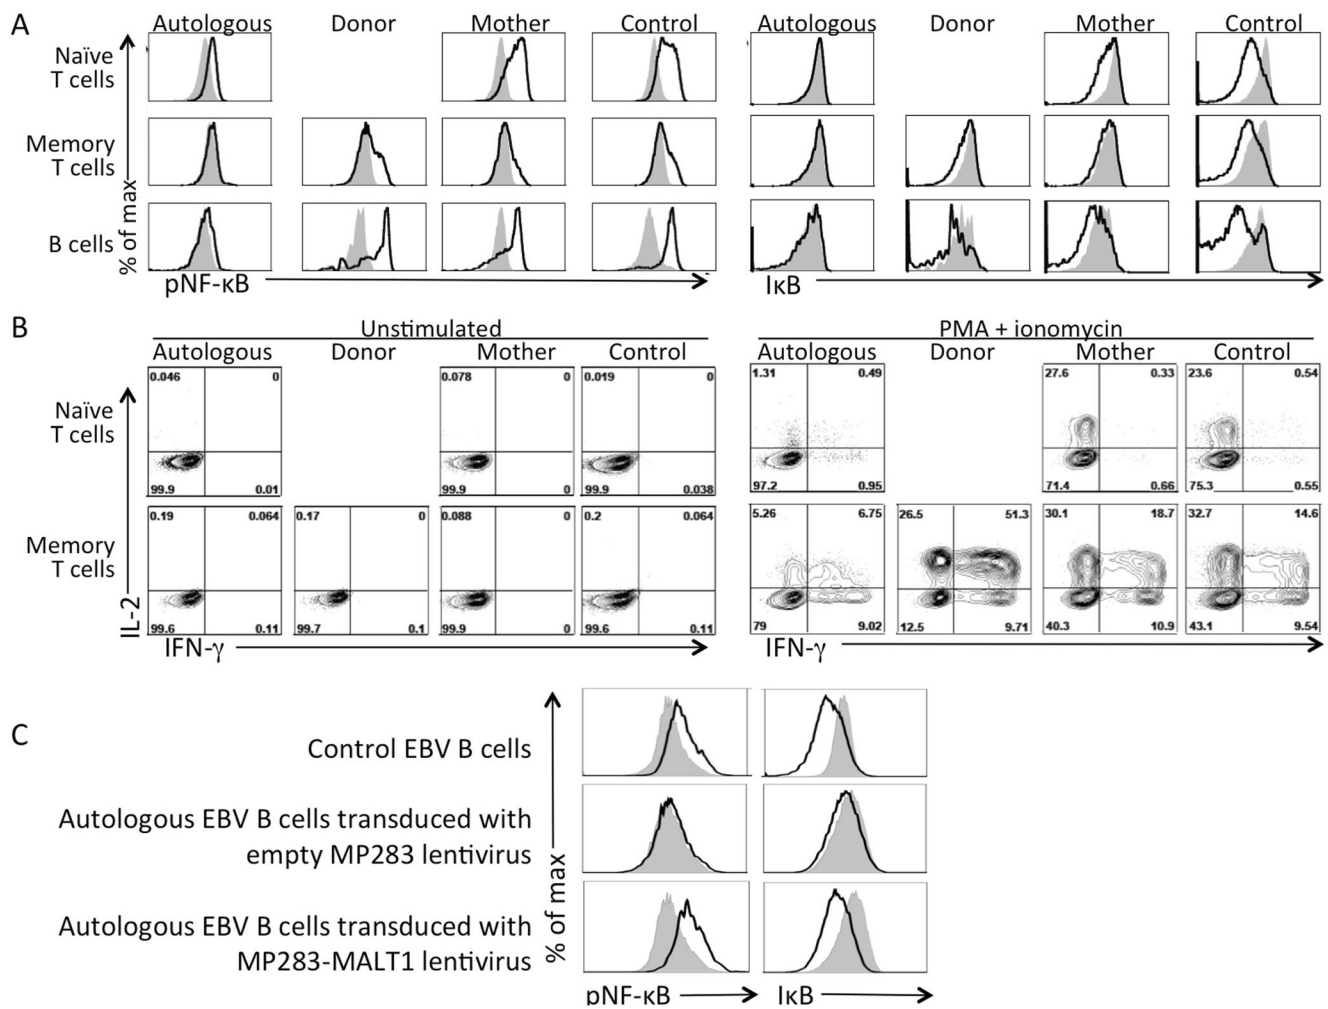 A
Autologous Donor Mother Control Autologous Donor Mother Control
Naïve
T cells
Memory
T cells
B cells
% of max
pNF-κB
IκB
B
Unstimulated PMA + ionomycin
Autologous Donor Mother Control Autologous Donor Mother Control
Naïve
T cells
0.046 0 0.078 0 0.019 0 1.31 0.49 27.6 0.33 23.6 0.54
99.9 0.01 99.9 0 99.9 0.038 97.2 0.95 71.4 0.66 75.3 0.55
Memory
T cells
0.19 0.064 0.17 0 0.088 0 0.2 0.064 5.26 6.75 26.5 51.3 30.1 18.7 32.7 14.6
99.6 0.11 99.7 0.1 99.9 0 99.6 0.11 79 9.02 12.5 9.71 40.3 10.9 43.1 9.54
IL-2
IFN-γ
IFN-γ
C
Control EBV B cells
Autologous EBV B cells transduced with
empty MP283 lentivirus
Autologous EBV B cells transduced with
MP283-MALT1 lentivirus
% of max
pNF-κB
IκB